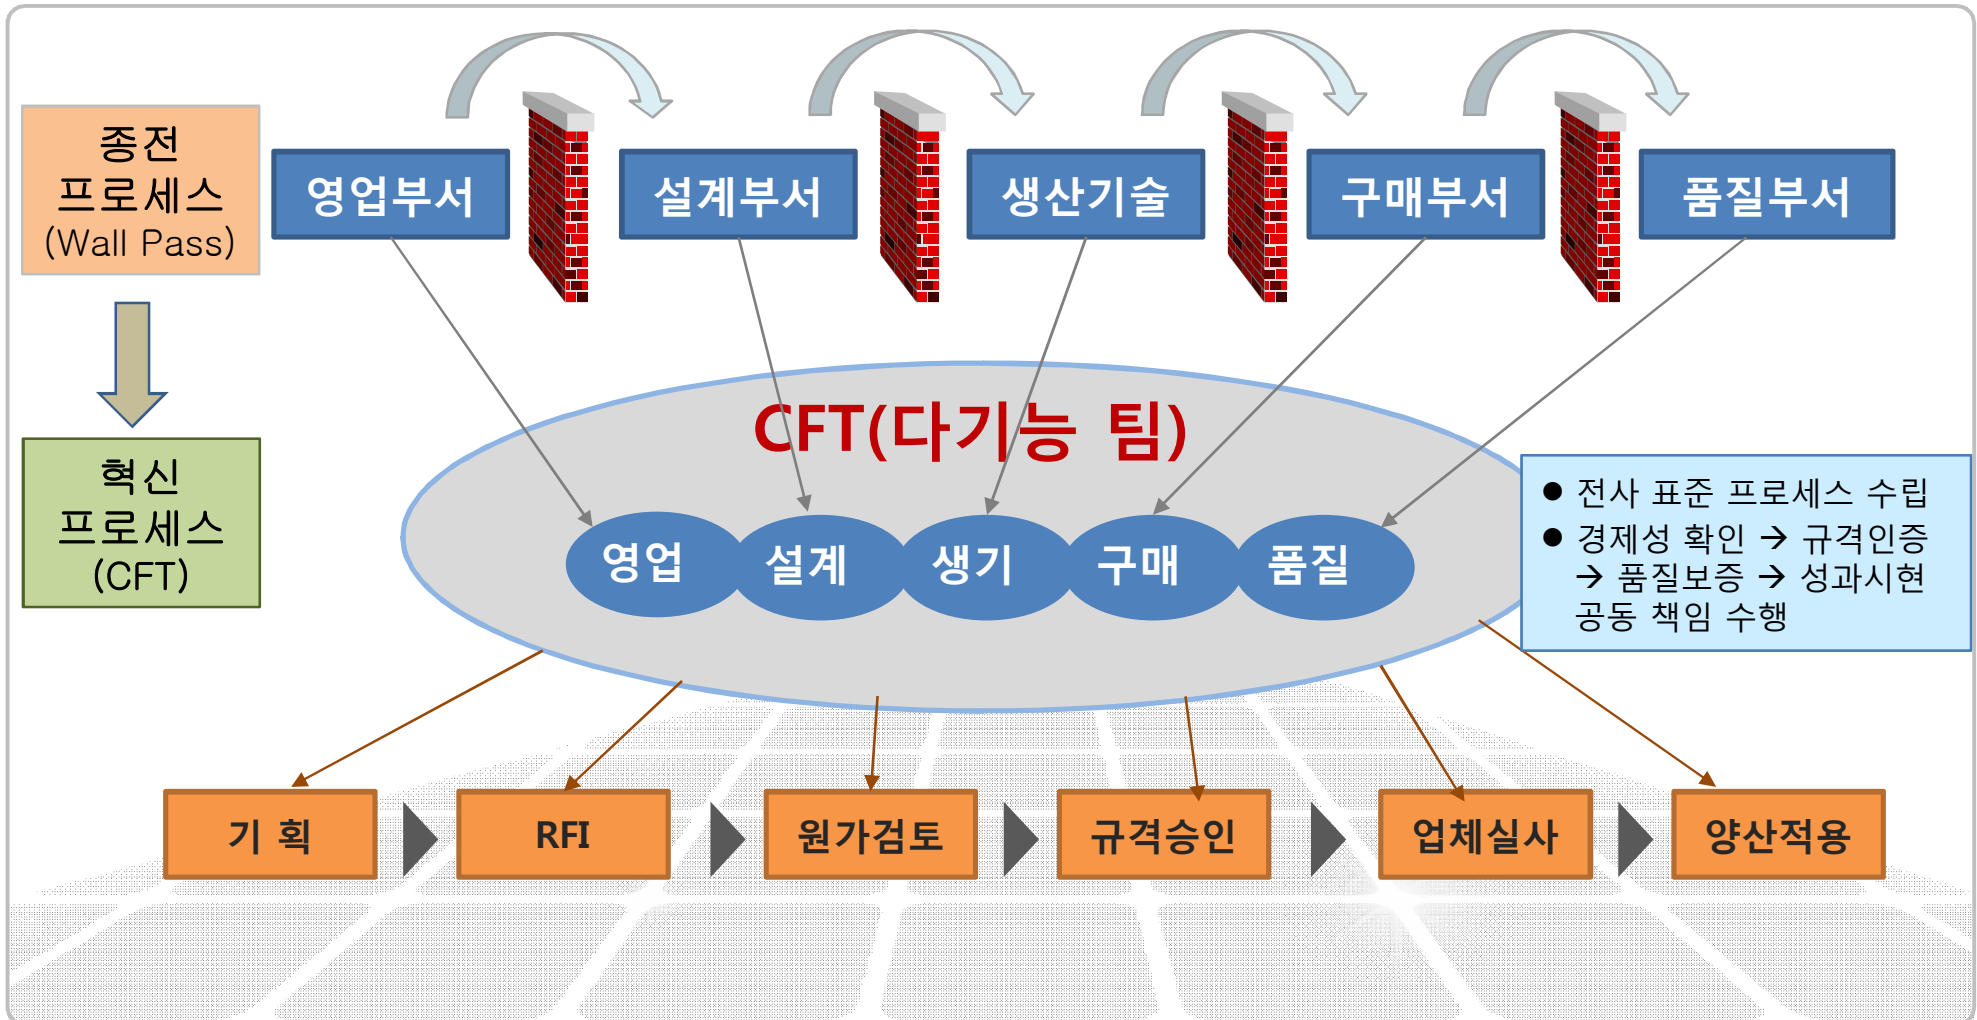 종전
프로세스
(Wall Pass)
영업부서
설계부서
생산기술
구매부서
품질부서
혁신
프로세스
(CFT)
CFT(다기능 팀)
영업
설계
생기
구매
품질
● 전사 표준 프로세스 수립
● 경제성 확인 → 규격인증
→ 품질보증 → 성과시현
공동 책임 수행
기 획
RFI
원가검토
규격승인
업체실사
양산적용